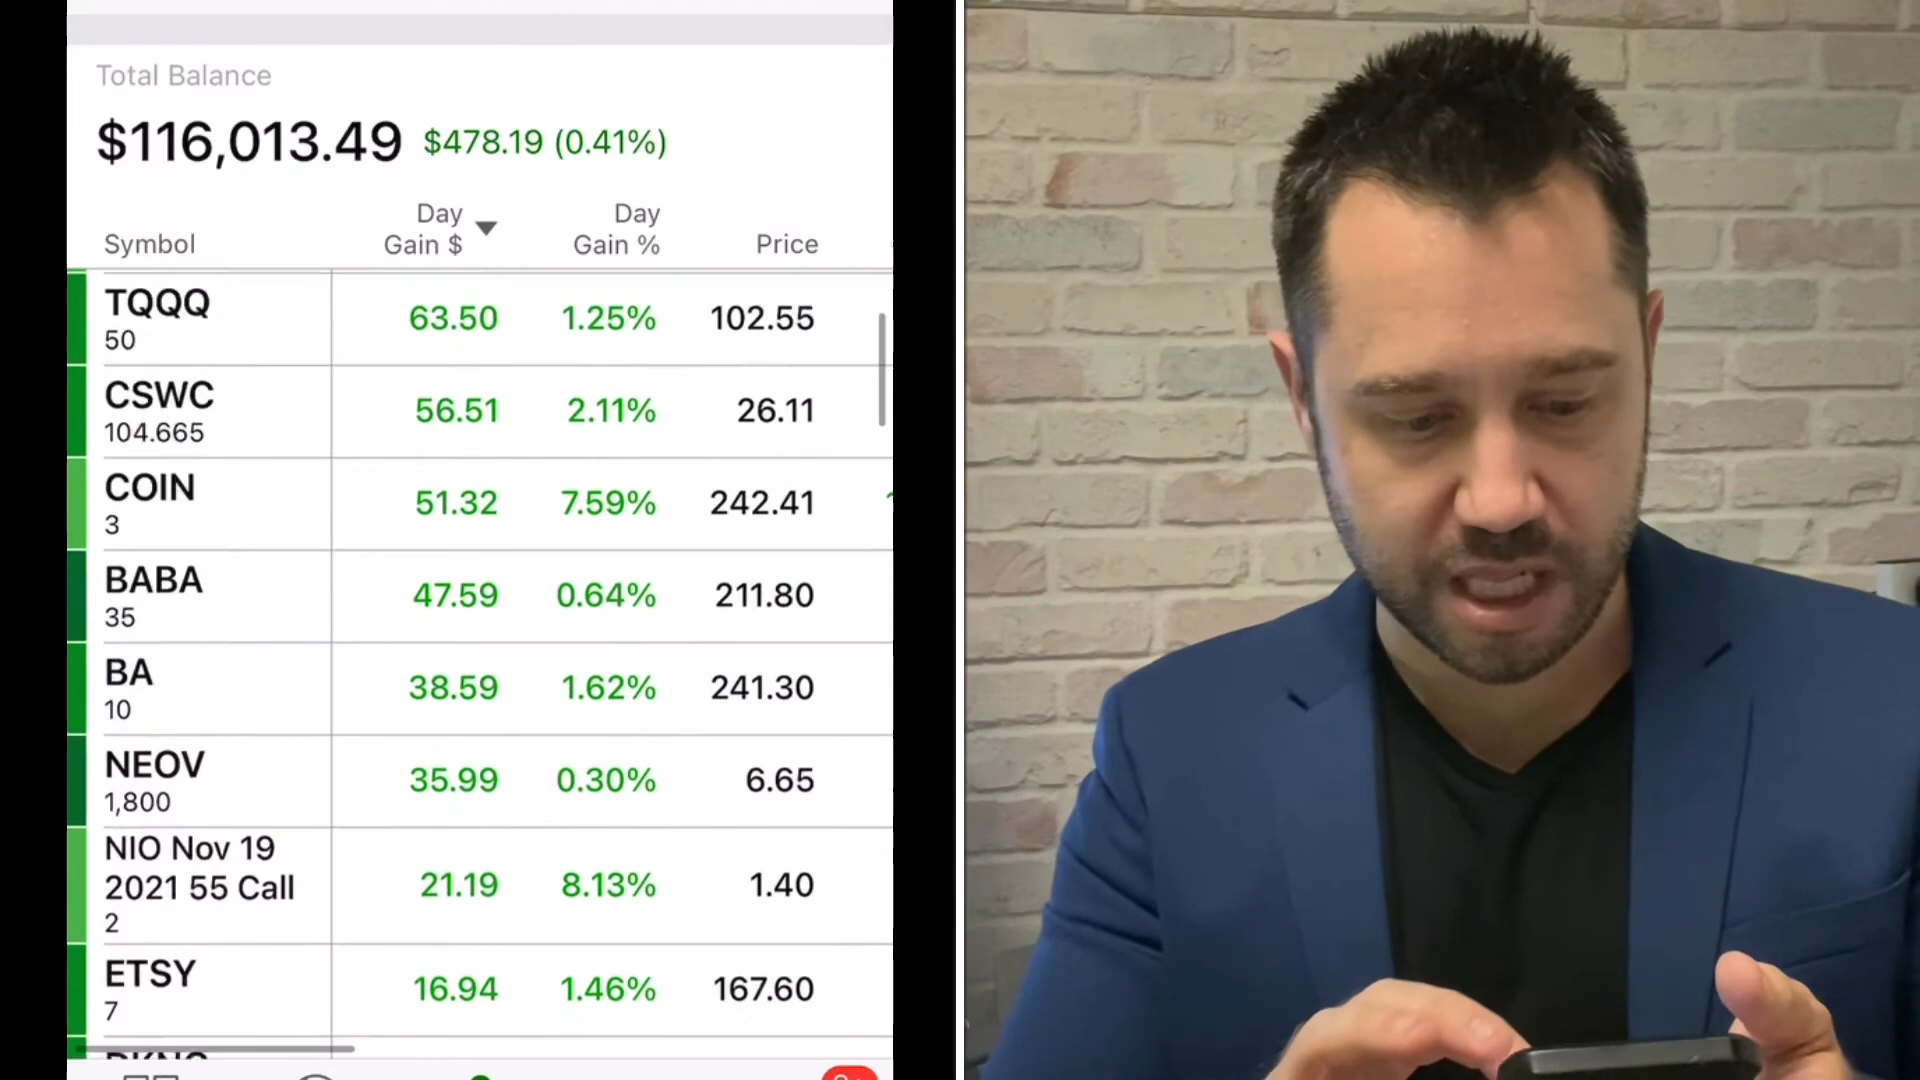 Total Balance
$116,013.49 $478.19 (0.41%)
Symbol Day Gain $ Day Gain % Price
TQQQ 63.50 1.25% 102.55
50
CSWC 56.51 2.11% 26.11
104.665
COIN 51.32 7.59% 242.41
3
BABA 47.59 0.64% 211.80
35
BA 38.59 1.62% 241.30
10
NEOV 35.99 0.30% 6.65
1,800
NIO Nov 19
2021 55 Call 21.19 8.13% 1.40
2
ETSY 16.94 1.46% 167.60
7